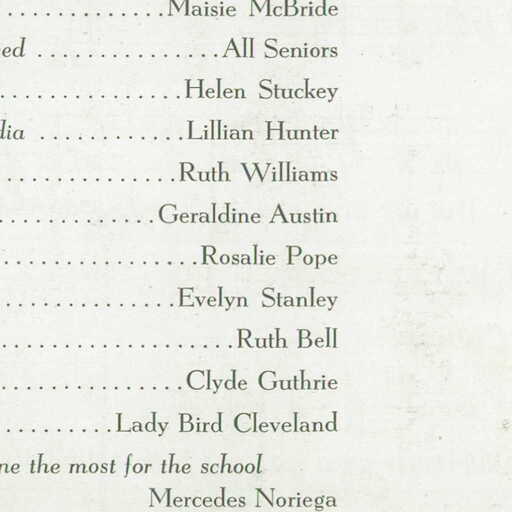 ..............Maisie McBride
ed ...............All Seniors
................Helen Stuckey
dia ............Lillian Hunter
...............Ruth Williams
..............Geraldine Austin
.................Rosalie Pope
...............Evelyn Stanley
....................Ruth Bell
................Clyde Guthrie
..........Lady Bird Cleveland
ne the most for the school
Mercedes Noriega